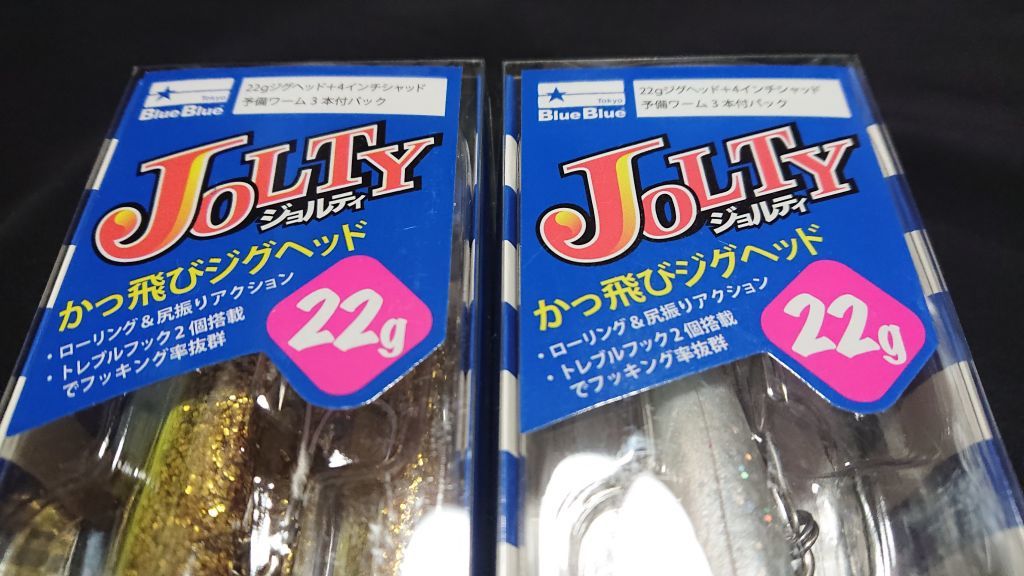 Tokyo
BlueBlue
22gジグヘッド+4インチシャッド
予備ワーム3本付パック
JOLTY
ジョルティ
かっ飛びジグヘッド
・ローリング&尻振りアクション
・トレブルフック2個搭載
でフッキング率抜群
22g
Tokyo
BlueBlue
22gジグヘッド+4インチシャッド
予備ワーム3本付パック
JOLTY
ジョルティ
かっ飛びジグヘッド
・ローリング&尻振りアクション
・トレブルフック2個搭載
でフッキング率抜群
22g